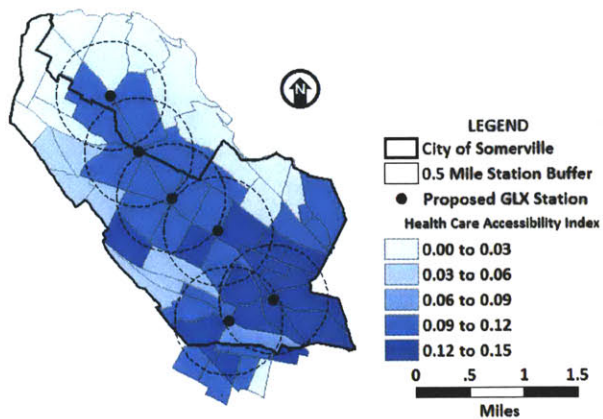 N
LEGEND
City of Somerville
0.5 Mile Station Buffer
Proposed GLX Station
Health Care Accessibility Index
0.00 to 0.03
0.03 to 0.06
0.06 to 0.09
0.09 to 0.12
0.12 to 0.15
0 .5 1 1.5
Miles